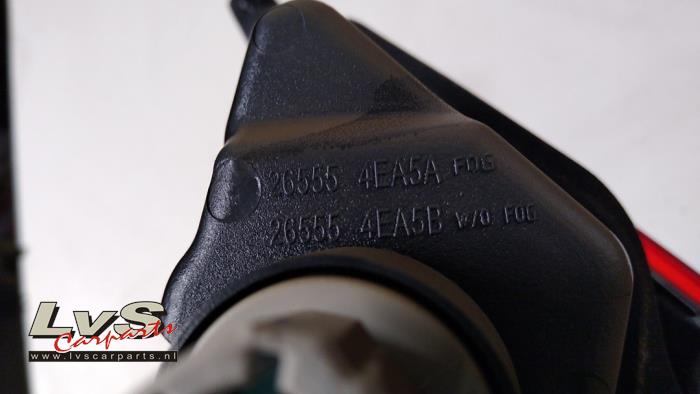 26555 4EA5A FOG
26555 4EA5B W/O FOG
LvS
Carparts
www.lvscarparts.nl